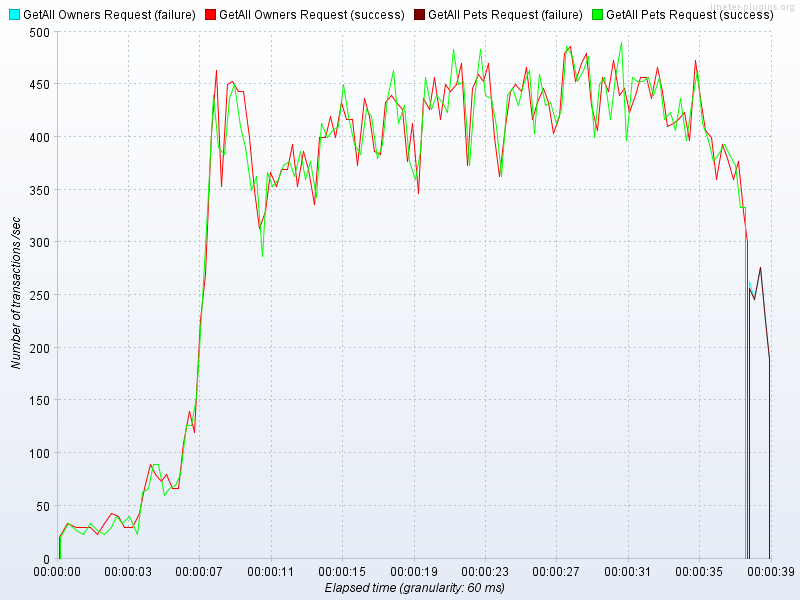 jmeter-plugins.org
GetAll Owners Request (failure) GetAll Owners Request (success) GetAll Pets Request (failure) GetAll Pets Request (success)
500
450
400
350
300
250
200
150
100
50
0
Number of transactions /sec
00:00:00 00:00:03 00:00:07 00:00:11 00:00:15 00:00:19 00:00:23 00:00:27 00:00:31 00:00:35 00:00:39
Elapsed time (granularity: 60 ms)